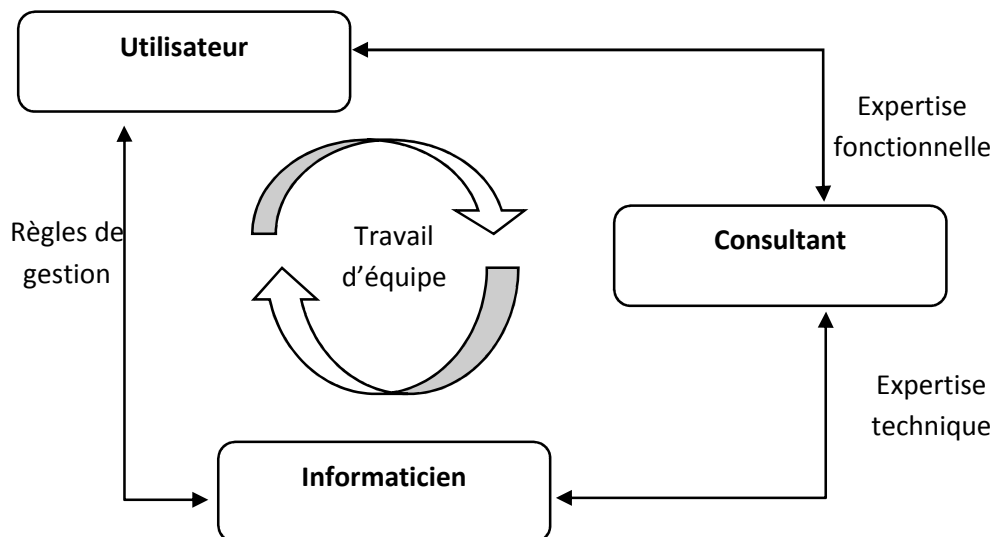 Utilisateur
Expertise
fonctionnelle
Règles de
gestion
Travail
d’équipe
Consultant
Expertise
technique
Informaticien